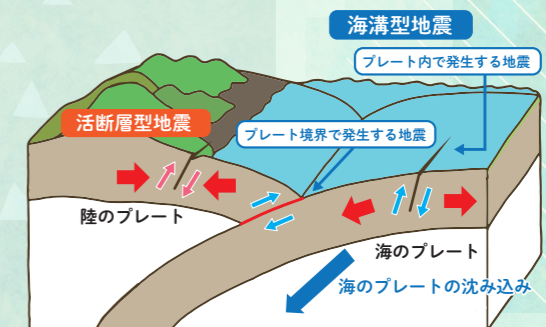 海溝型地震
プレート内で発生する地震
活断層型地震
プレート境界で発生する地震
陸のプレート
海のプレート
海のプレートの沈み込み